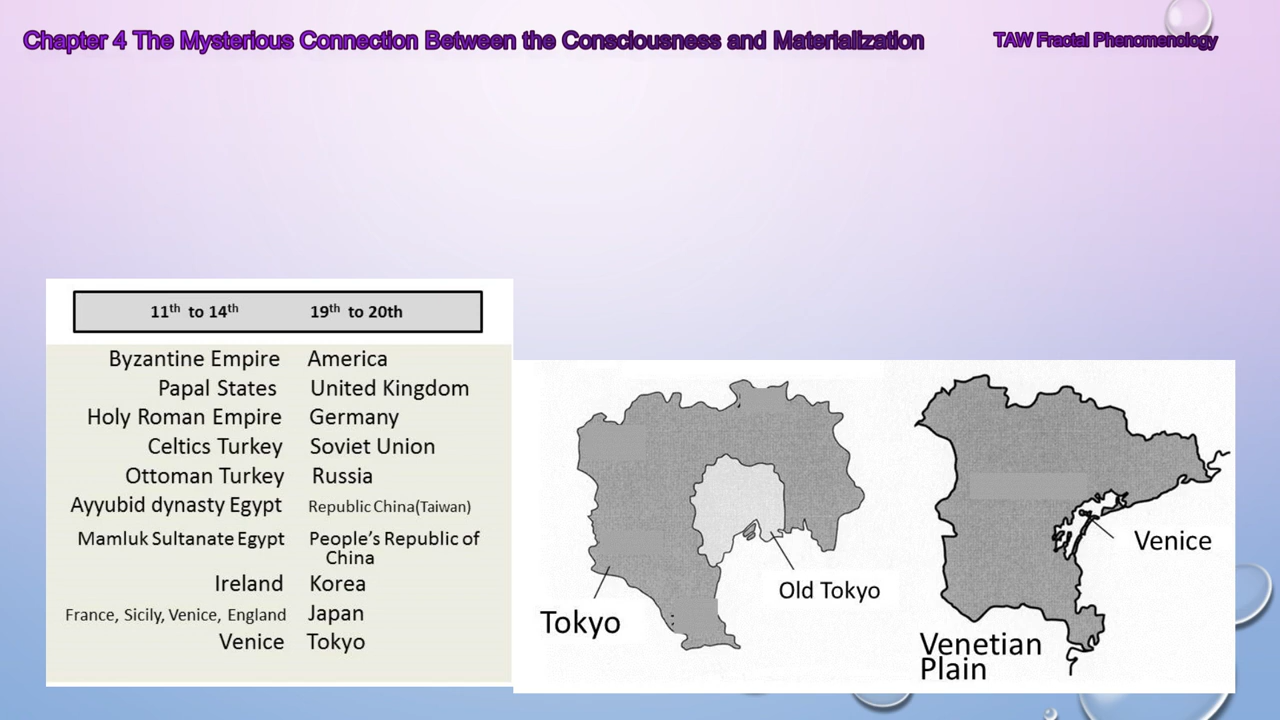 Chapter 4 The Mysterious Connection Between the Consciousness and Materialization
TAW Fractal Phenomenology
11th to 14th 19th to 20th
Byzantine Empire America
Papal States United Kingdom
Holy Roman Empire Germany
Celtics Turkey Soviet Union
Ottoman Turkey Russia
Ayyubid dynasty Egypt Republic China(Taiwan)
Mamluk Sultanate Egypt People's Republic of
China
Ireland Korea
France, Sicily, Venice, England Japan
Venice Tokyo
Tokyo
Old Tokyo
Venice
Venetian
Plain